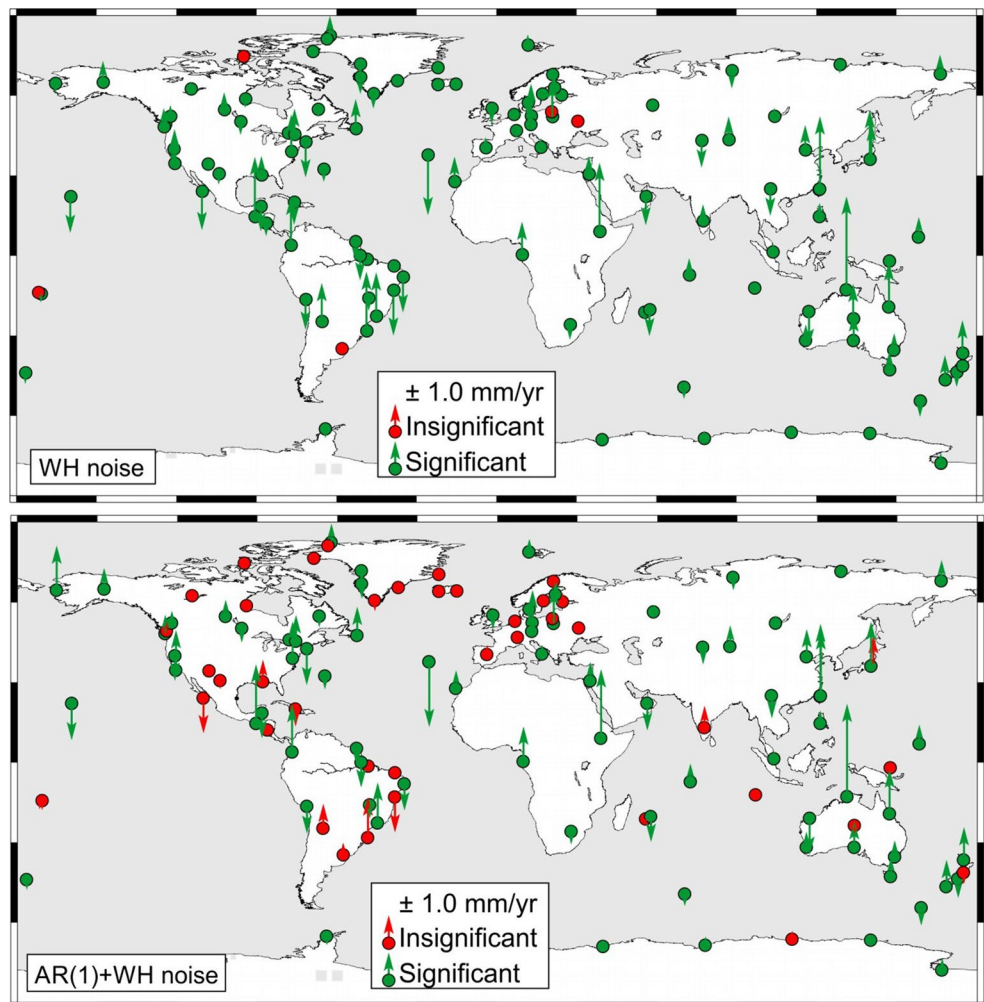 ± 1.0 mm/yr
Insignificant
Significant
WH noise
± 1.0 mm/yr
Insignificant
Significant
AR(1)+WH noise